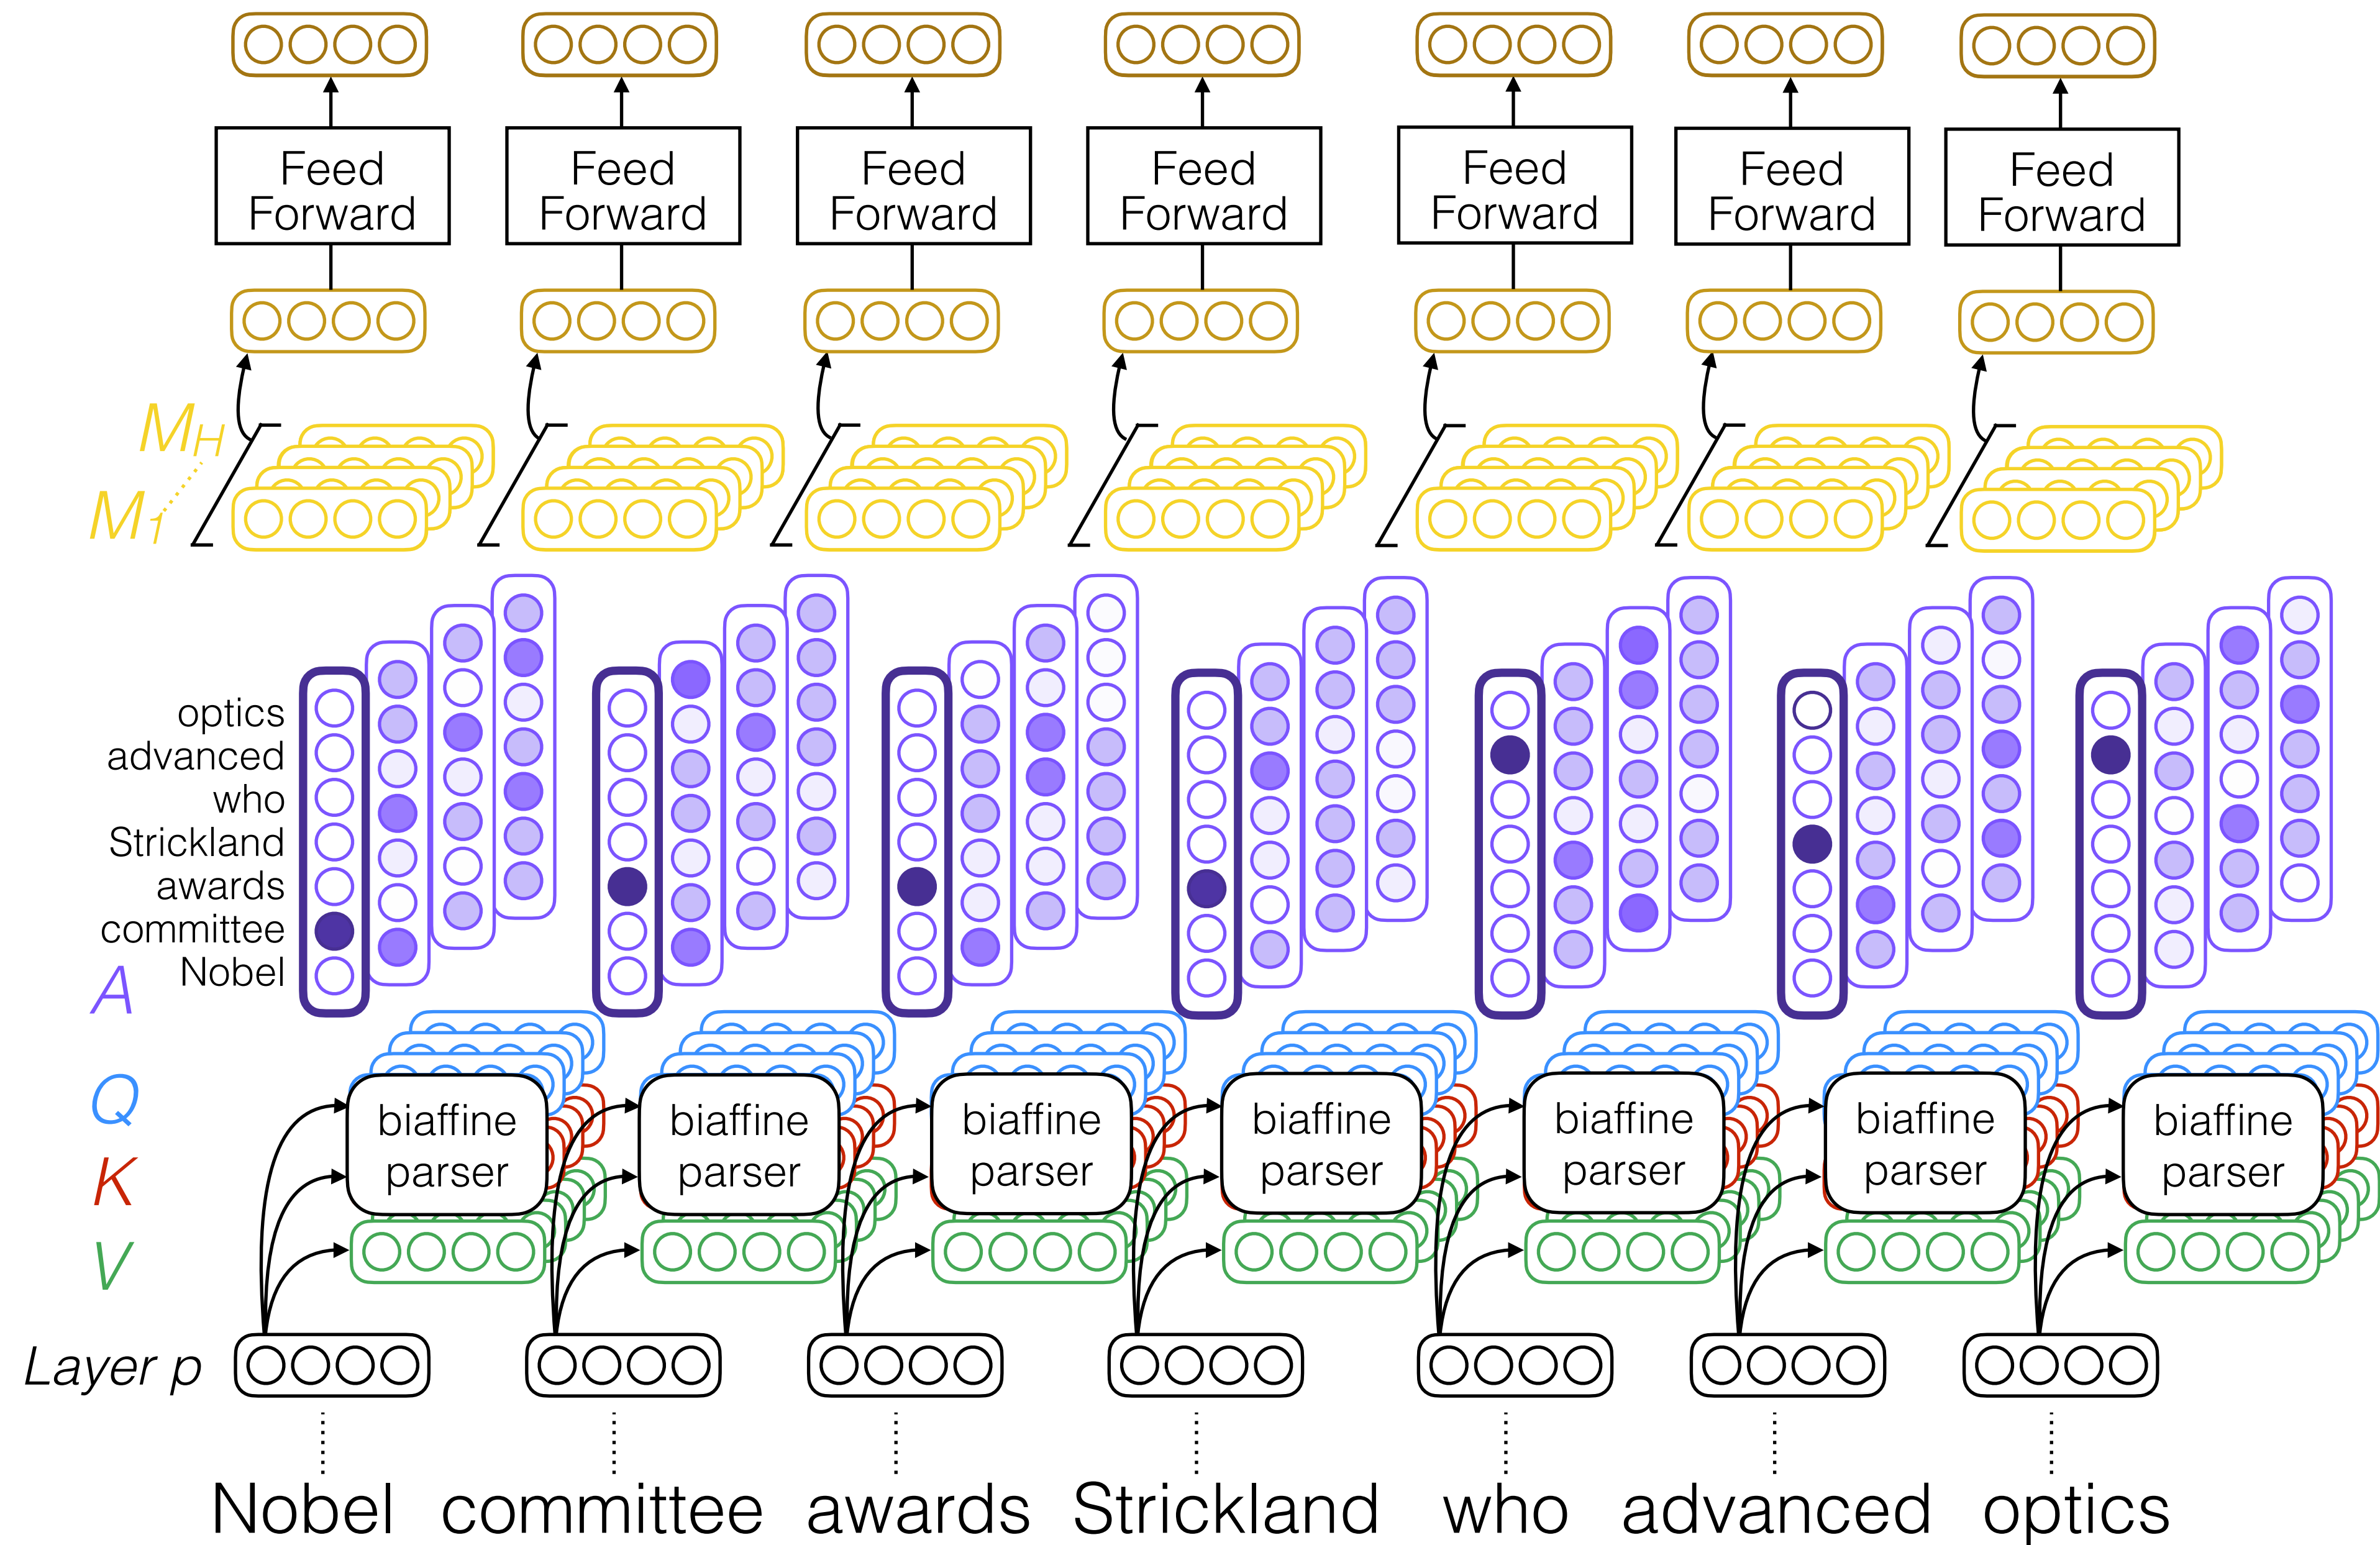 Feed Forward
Feed Forward
Feed Forward
Feed Forward
Feed Forward
Feed Forward
Feed Forward
M_H
M_1
optics
advanced
who
Strickland
awards
committee
Nobel
A
Q
K
V
biaffine parser
biaffine parser
biaffine parser
biaffine parser
biaffine parser
biaffine parser
biaffine parser
Layer p
Nobel committee awards Strickland who advanced optics